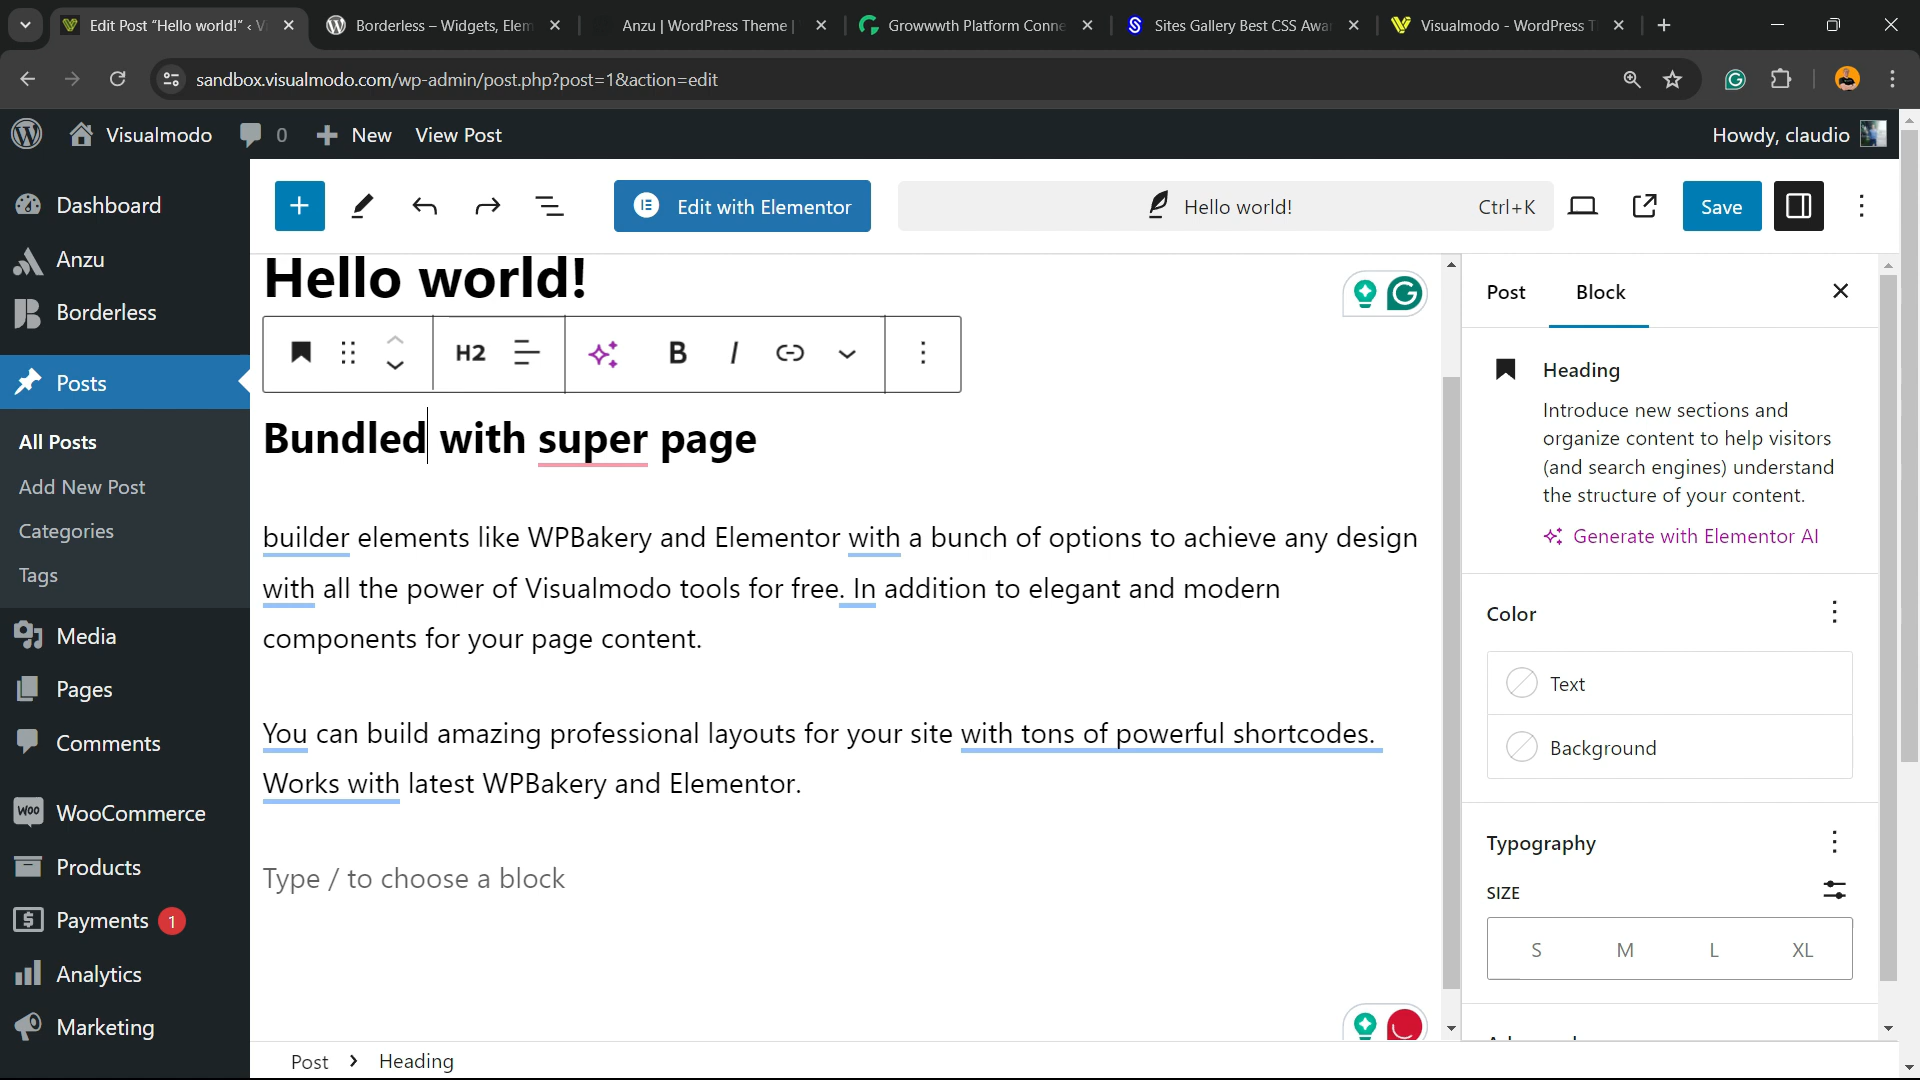 Edit Post “Hello world!” ‹ V
Borderless – Widgets, Elem
Anzu | WordPress Theme |
Growwwth Platform Conne
Sites Gallery Best CSS Awa
Visualmodo - WordPress T
sandbox.visualmodo.com/wp-admin/post.php?post=1&action=edit
Visualmodo
0
New
View Post
Howdy, claudio
Dashboard
Anzu
Borderless
Posts
All Posts
Add New Post
Categories
Tags
Media
Pages
Comments
WooCommerce
Products
Payments 1
Analytics
Marketing
Edit with Elementor
Hello world!
Ctrl+K
Save
Hello world!
H2
B
I
Bundled with super page
builder elements like WPBakery and Elementor with a bunch of options to achieve any design
with all the power of Visualmodo tools for free. In addition to elegant and modern
components for your page content.
You can build amazing professional layouts for your site with tons of powerful shortcodes.
Works with latest WPBakery and Elementor.
Type / to choose a block
Post
Block
Heading
Introduce new sections and
organize content to help visitors
(and search engines) understand
the structure of your content.
Generate with Elementor AI
Color
Text
Background
Typography
SIZE
S
M
L
XL
Post
Heading